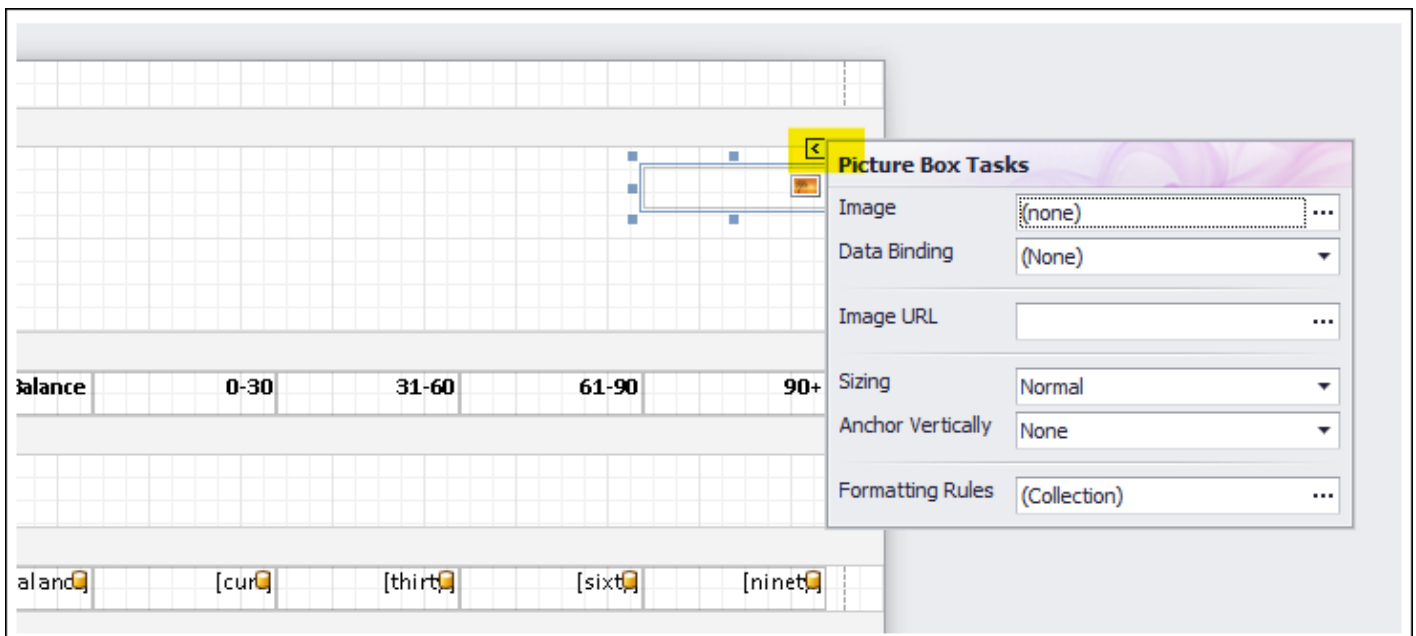 <
Picture Box Tasks
Image (none) ...
Data Binding (None)
Image URL ...
Sizing Normal
Balance 0-30 31-60 61-90 90+
Anchor Vertically None
Formatting Rules (Collection) ...
alanc [cur [thirt [sixt [ninet